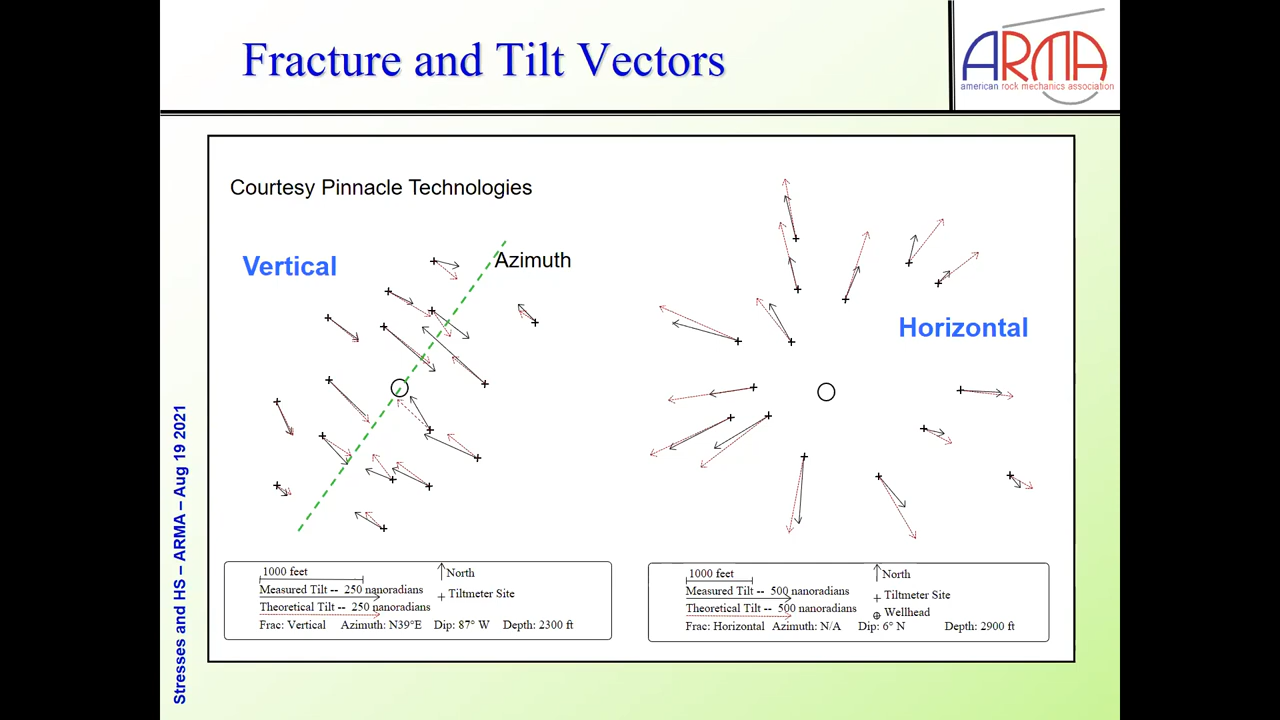 Fracture and Tilt Vectors
ARMA
american rock mechanics association
Courtesy Pinnacle Technologies
Vertical
Azimuth
Horizontal
1000 feet
North
Measured Tilt -- 250 nanoradians
Tiltmeter Site
Theoretical Tilt -- 250 nanoradians
Frac: Vertical Azimuth: N39°E Dip: 87° W Depth: 2300 ft
1000 feet
North
Measured Tilt -- 500 nanoradians
Tiltmeter Site
Theoretical Tilt -- 500 nanoradians
Wellhead
Frac: Horizontal Azimuth: N/A Dip: 6° N Depth: 2900 ft
Stresses and HS – ARMA – Aug 19 2021